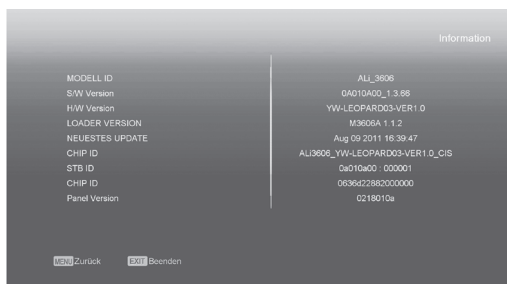 Information
MODELL ID ALi_3606
S/W Version 0A010A00_1.3.66
H/W Version YW-LEOPARD03-VER1.0
LOADER VERSION M3606A 1.1.2
NEUESTES UPDATE Aug 09 2011 16:39:47
CHIP ID ALi3606_YW-LEOPARD03-VER1.0_CIS
STB ID 0a010a00 : 000001
CHIP ID 0636d22882000000
Panel Version 0218010a
MENU Zurück EXIT Beenden